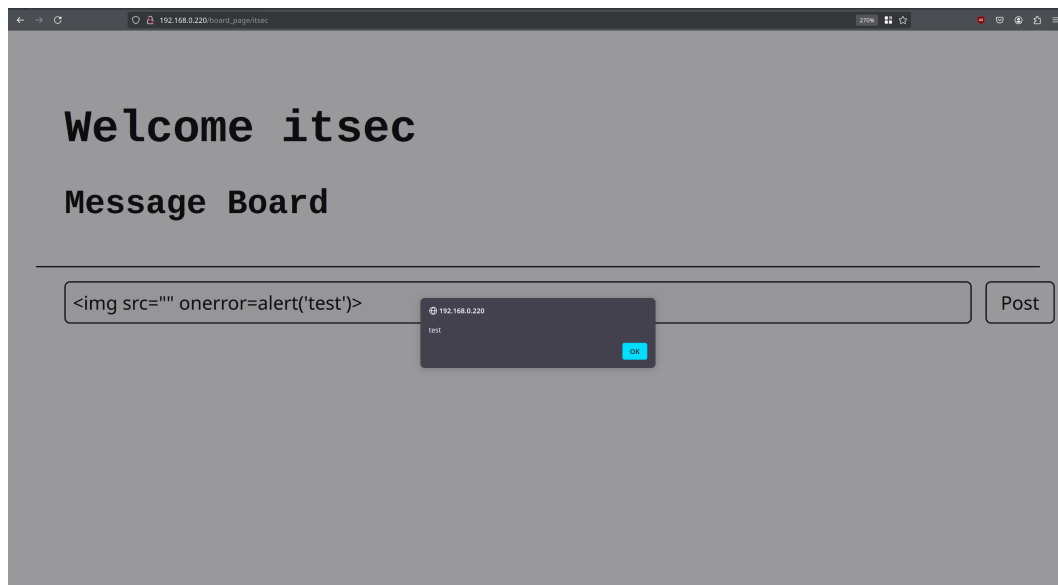 192.168.0.220/board_page/itsec
270%
Welcome itsec
Message Board
<img src="" onerror=alert('test')>
Post
192.168.0.220
test
OK